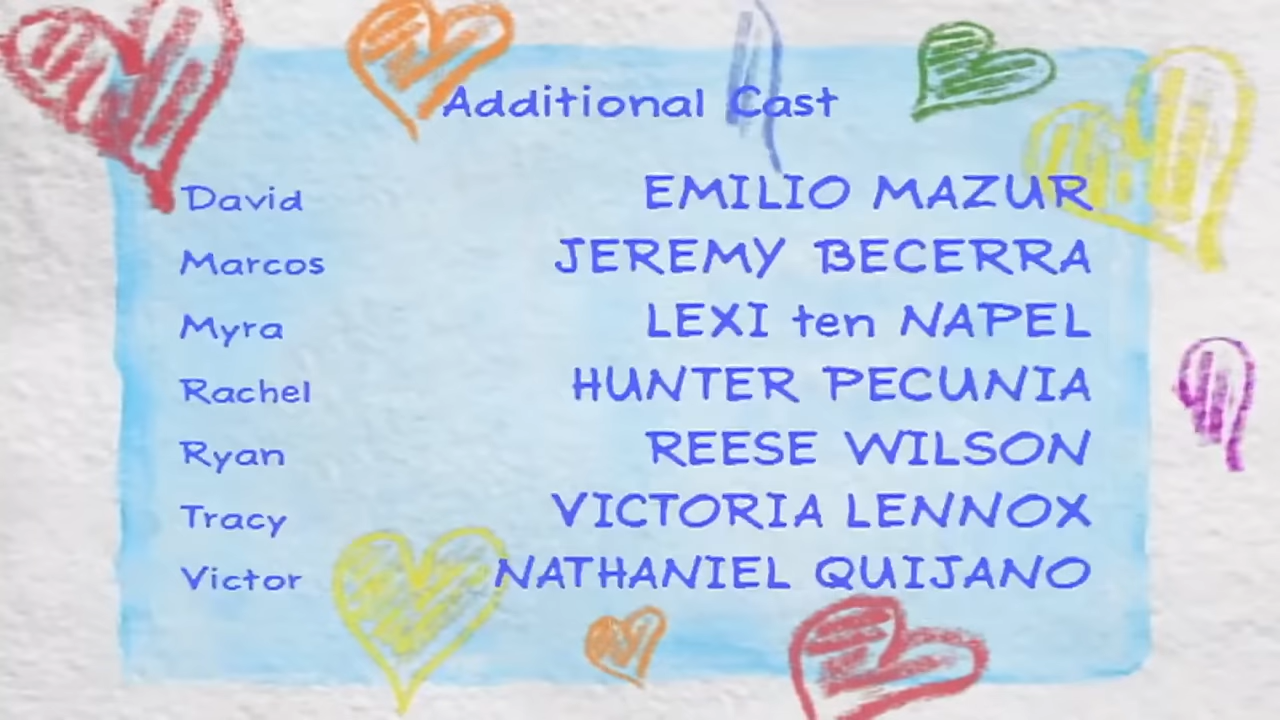 Additional Cast
David EMILIO MAZUR
Marcos JEREMY BECERRA
Myra LEXI ten NAPEL
Rachel HUNTER PECUNIA
Ryan REESE WILSON
Tracy VICTORIA LENNOX
Victor NATHANIEL QUIJANO